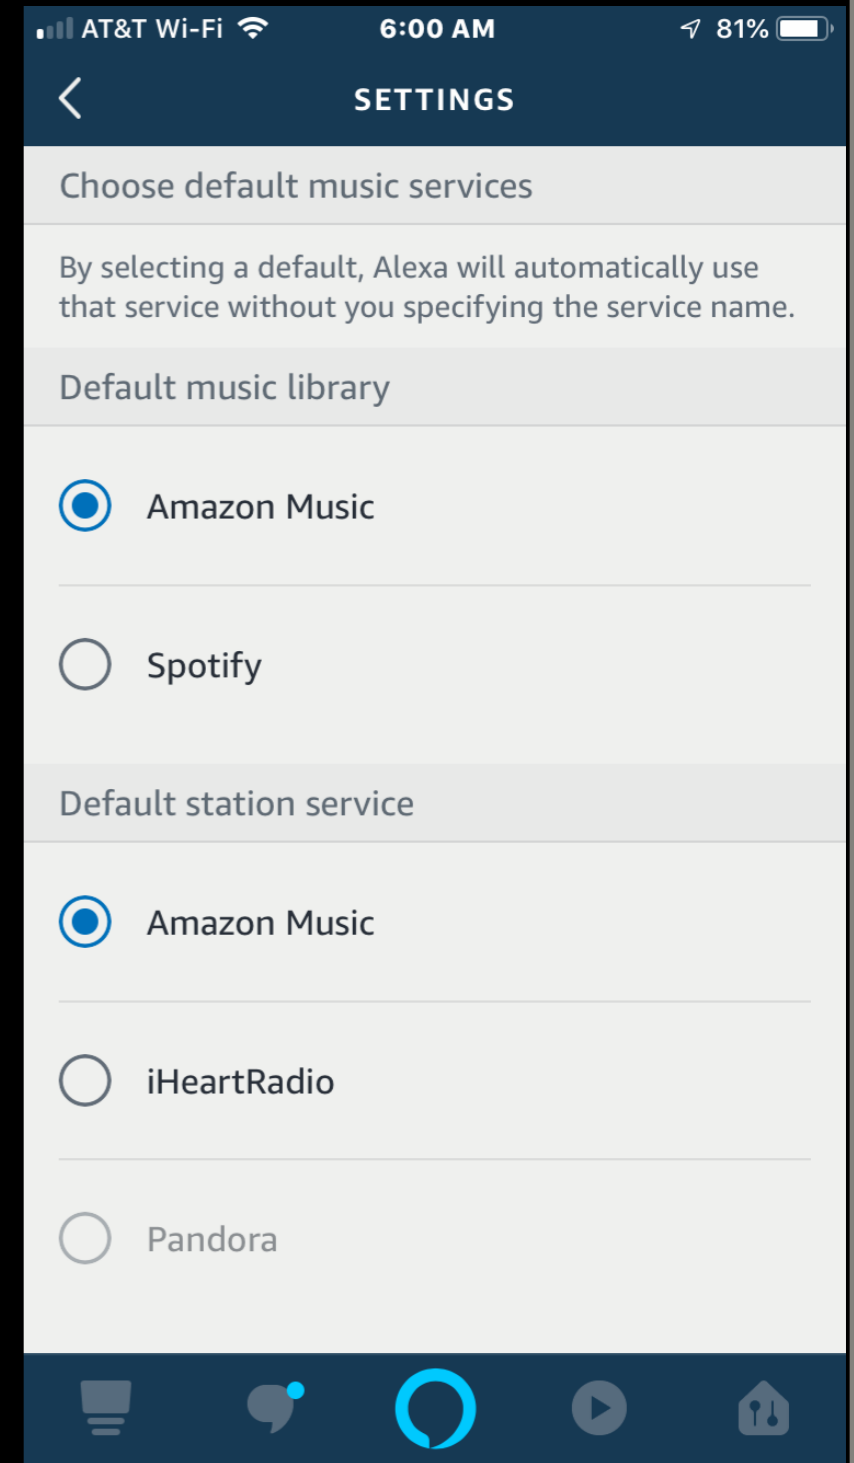 AT&T Wi-Fi 6:00 AM 81%
SETTINGS
Choose default music services
By selecting a default, Alexa will automatically use
that service without you specifying the service name.
Default music library
Amazon Music
Spotify
Default station service
Amazon Music
iHeartRadio
Pandora